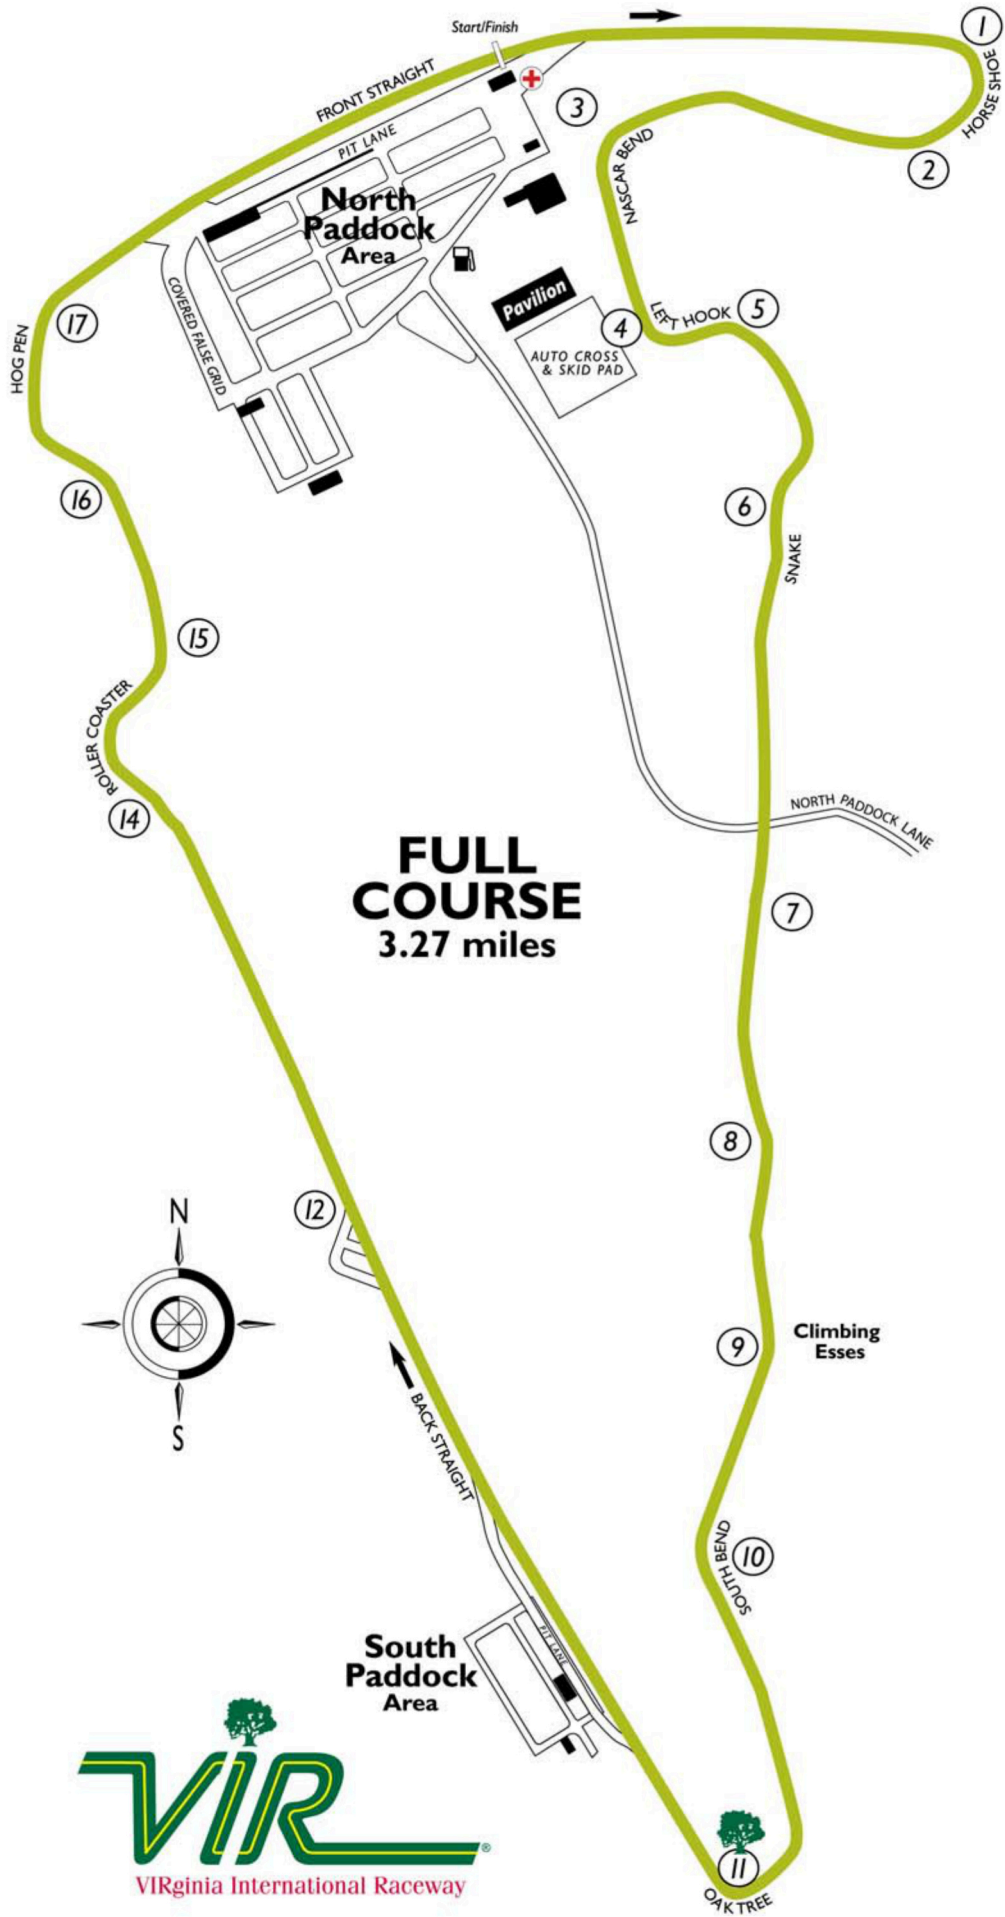 Start/Finish
1
HORSE SHOE
FRONT STRAIGHT
3
PIT LANE
NASCAR BEND
2
North
Paddock
Area
COVERED FALSE GRID
Pavilion
LEFT HOOK
5
4
17
AUTO CROSS
& SKID PAD
HOG PEN
16
6
SNAKE
15
ROLLER COASTER
14
NORTH PADDOCK LANE
FULL
COURSE
3.27 miles
7
8
12
N
S
9
Climbing
Esses
BACK STRAIGHT
10
SOUTH BEND
PIT LANE
South
Paddock
Area
VIR
®
VIRginia International Raceway
11
OAK TREE